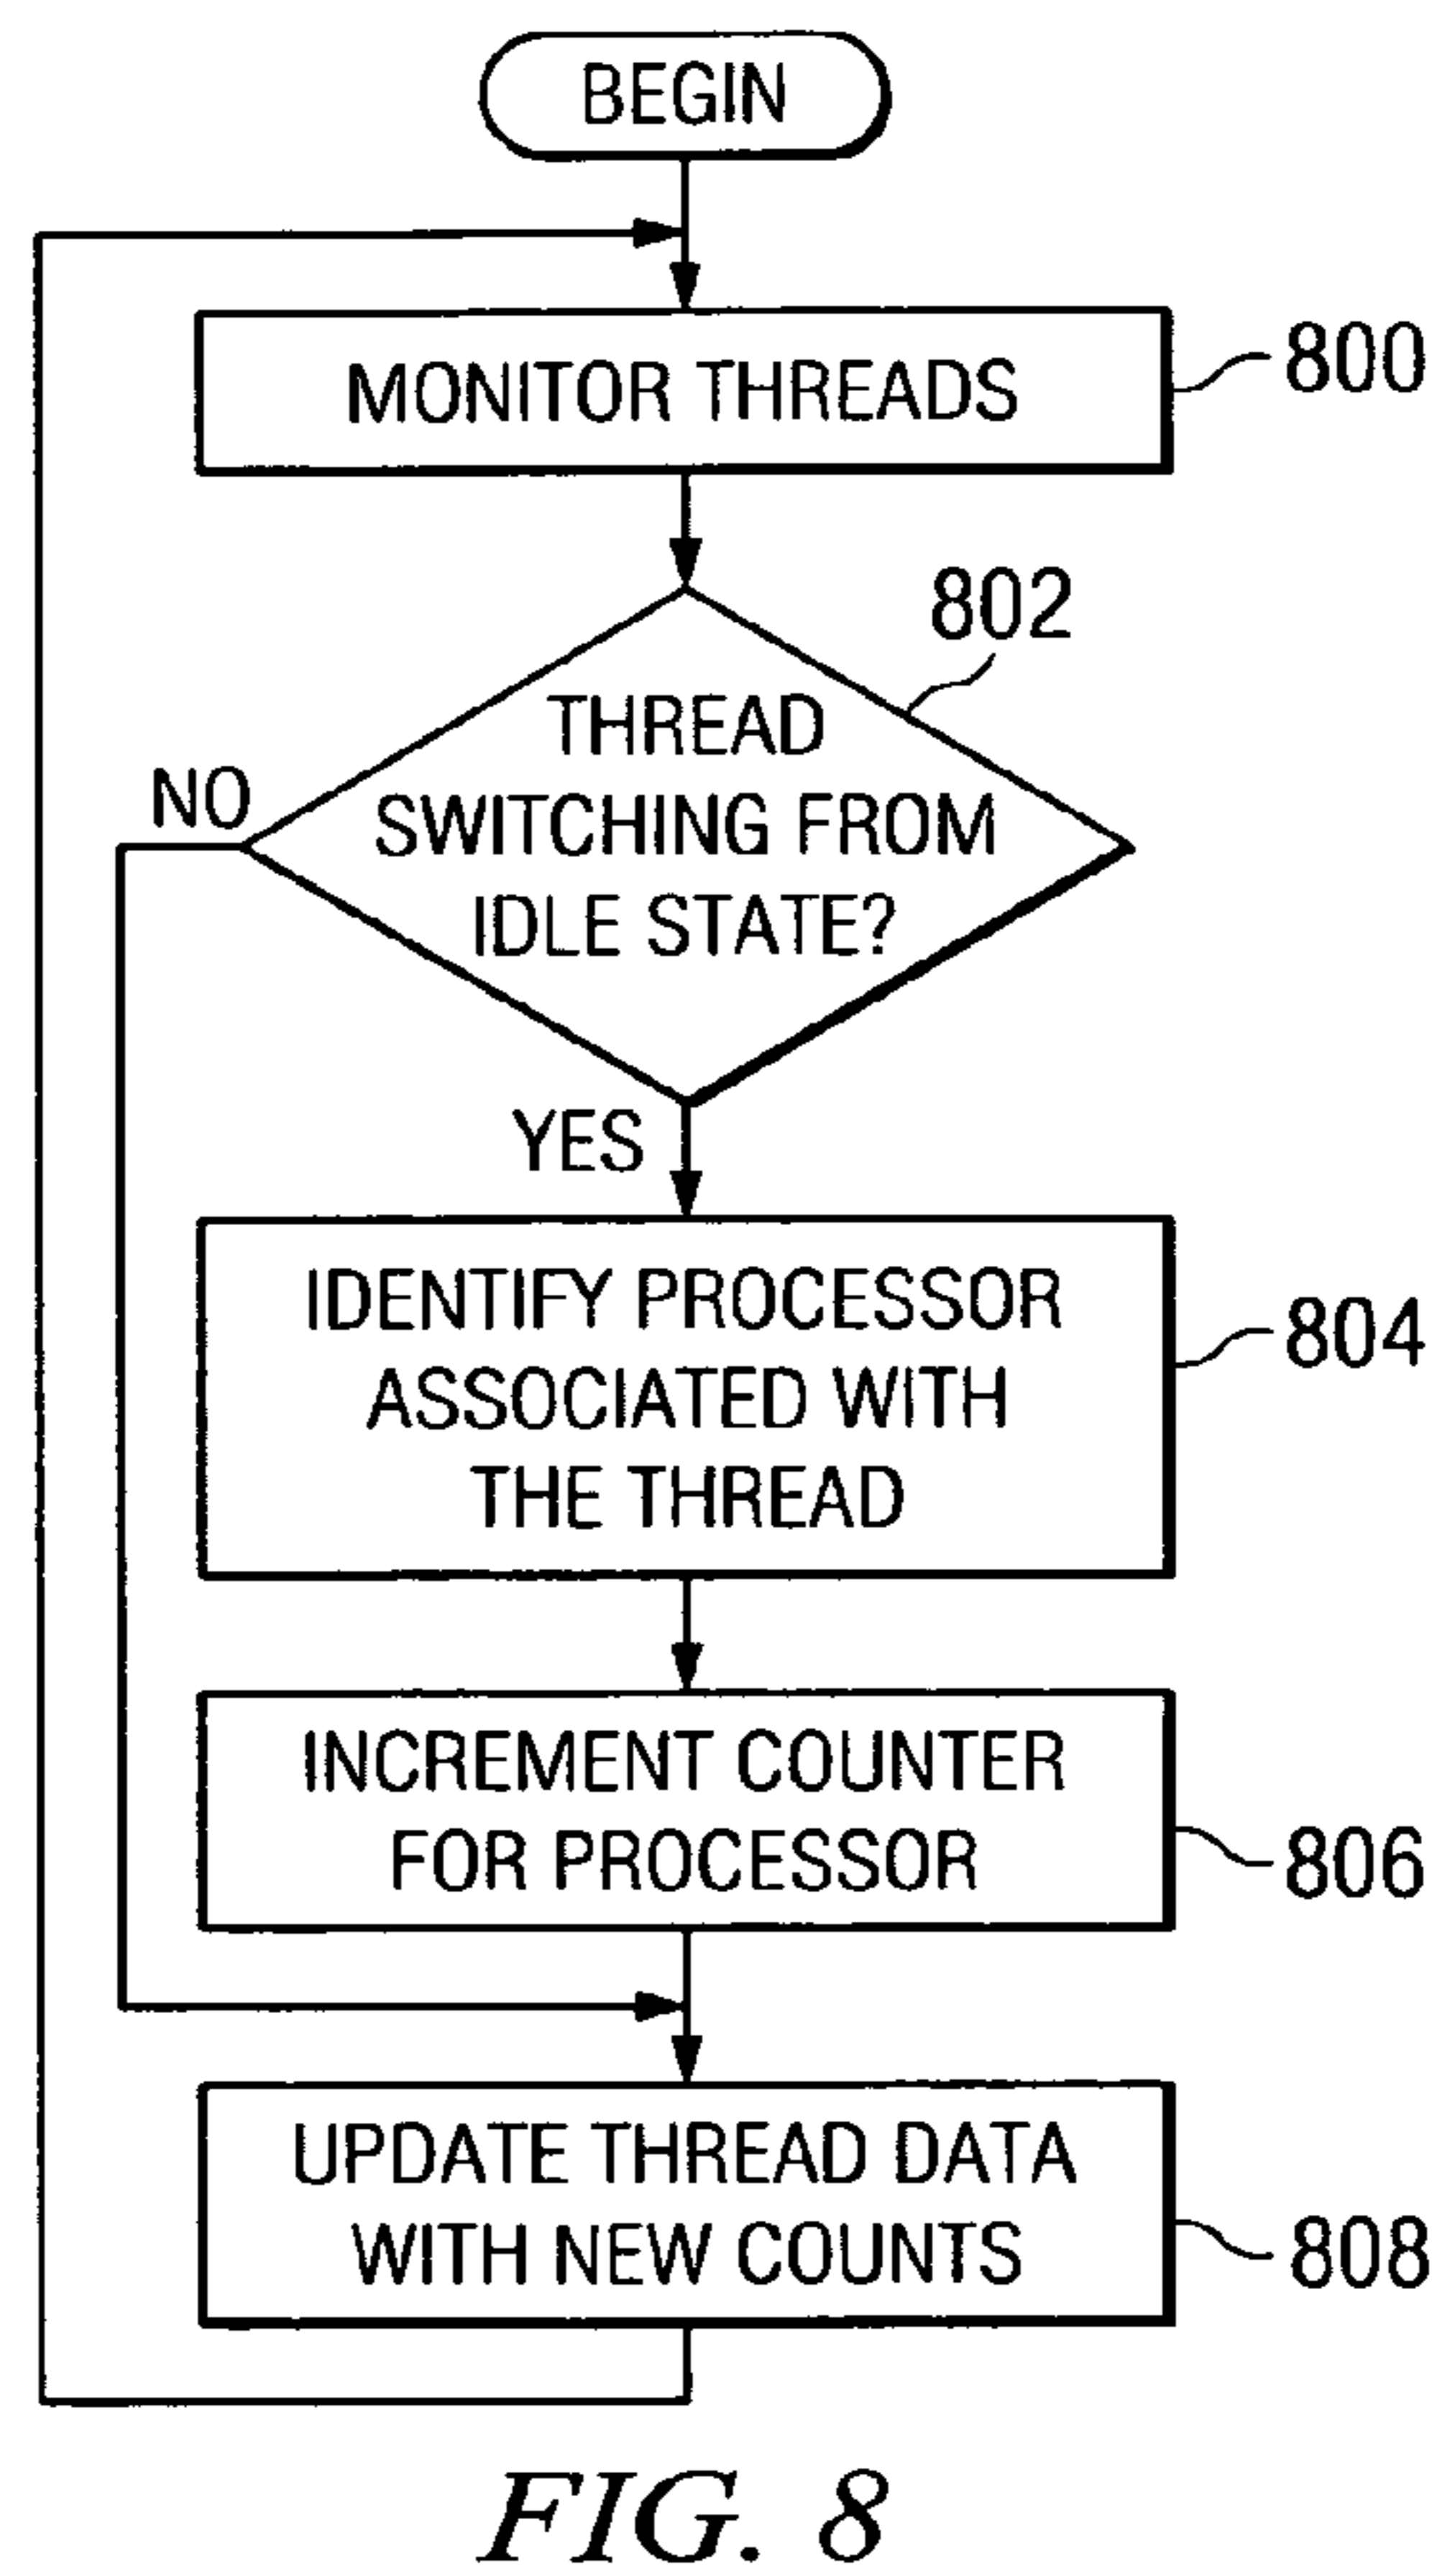 BEGIN
MONITOR THREADS
800
802
THREAD
SWITCHING FROM
IDLE STATE?
NO
YES
IDENTIFY PROCESSOR
ASSOCIATED WITH
THE THREAD
804
INCREMENT COUNTER
FOR PROCESSOR
806
UPDATE THREAD DATA
WITH NEW COUNTS
808
FIG. 8